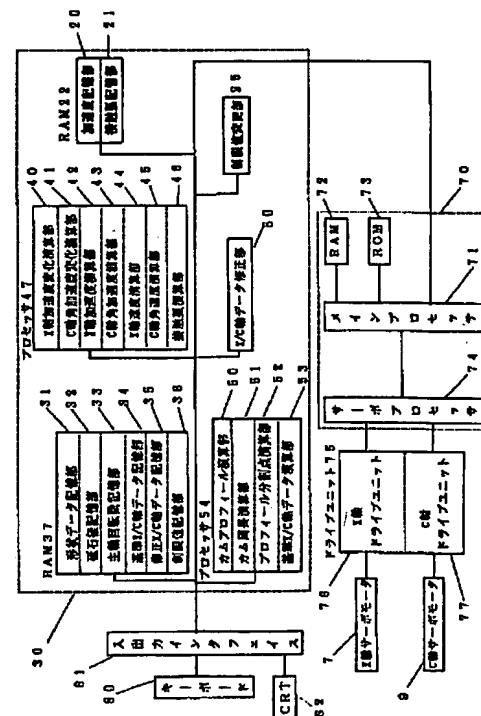 RAM37
形状データ記憶部
砥石径記憶部
主軸回転数記憶部
基準X/C軸データ記憶部
修正X/C軸データ記憶部
制限値記憶部
31
32
33
34
35
36
プロセッサ47
X軸加速度変化演算部
C軸角加速度変化演算部
X軸加速度演算部
C軸角加速度演算部
X軸速度演算部
C軸角速度演算部
接触弧演算部
40
41
42
43
44
45
46
RAM22
加速度記憶部
接触弧記憶部
20
21
制限値変更部
25
X/C軸データ修正部
60
プロセッサ54
カムプロフィール演算部
カム周長演算部
プロフィール分割点演算部
基準X/C軸データ演算部
50
51
52
53
30
入出力インタフェイス
81
キーボード
80
CRT
82
70
RAM
72
ROM
73
メインプロセッサ
71
サーボプロセッサ
74
ドライブユニット75
X軸
ドライブユニット
C軸
ドライブユニット
76
77
X軸サーボモータ
7
C軸サーボモータ
9